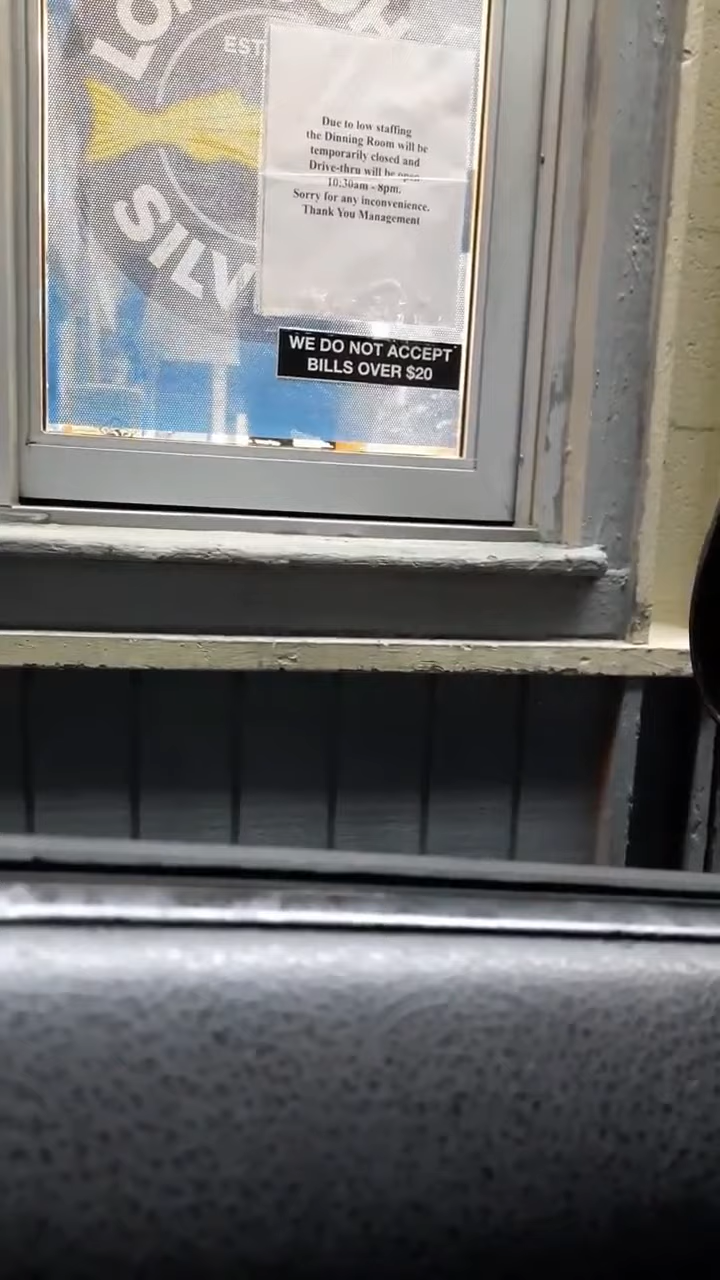 LON
EST
SILV
Due to low staffing
the Dinning Room will be
temporarily closed and
Drive-thru will be open
10:30am - 8pm.
Sorry for any inconvenience.
Thank You Management
WE DO NOT ACCEPT
BILLS OVER $20